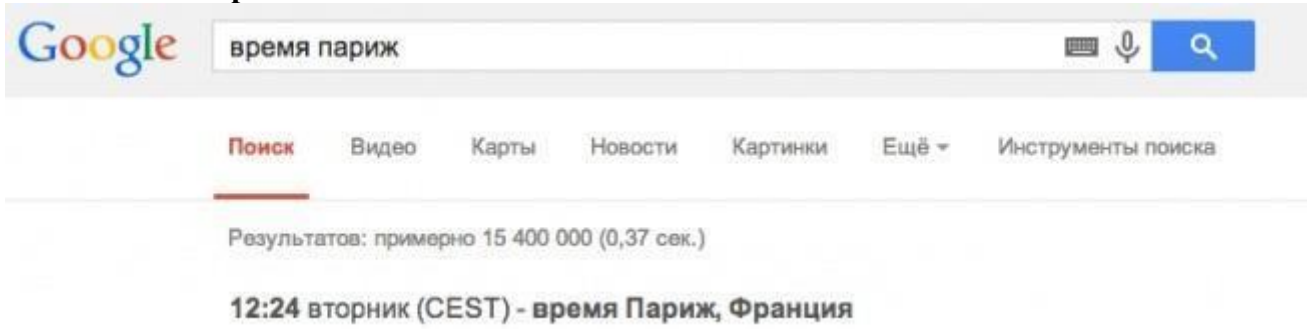 Google
время париж
Поиск Видео Карты Новости Картинки Ещё Инструменты поиска
Результатов: примерно 15 400 000 (0,37 сек.)
12:24 вторник (CEST) - время Париж, Франция